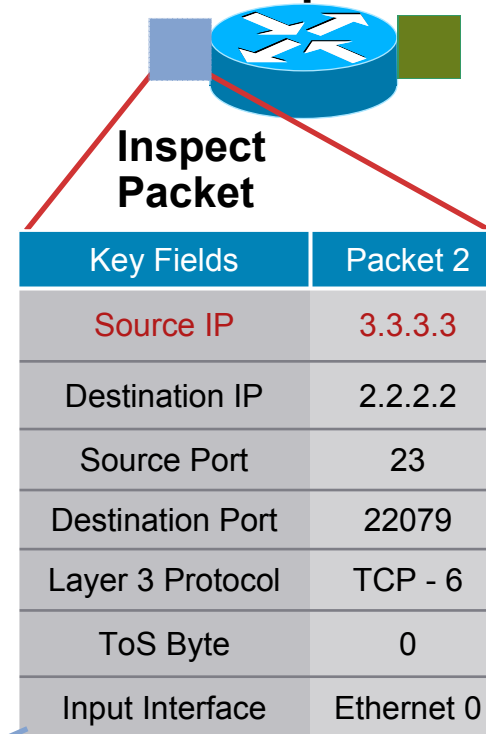 Inspect
Packet
Key Fields Packet 2
Source IP 3.3.3.3
Destination IP 2.2.2.2
Source Port 23
Destination Port 22079
Layer 3 Protocol TCP - 6
ToS Byte 0
Input Interface Ethernet 0